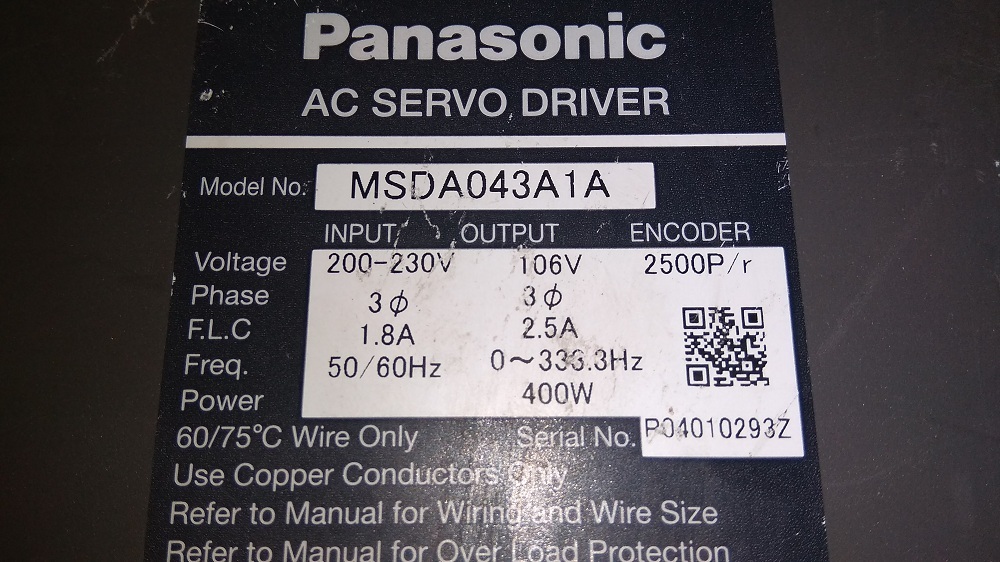 Panasonic
AC SERVO DRIVER
Model No. MSDA043A1A
INPUT OUTPUT ENCODER
Voltage 200-230V 106V 2500P/r
Phase 3φ 3φ
F.L.C 1.8A 2.5A
Freq. 50/60Hz 0～333.3Hz
Power 400W
60/75°C Wire Only Serial No. P04010293Z
Use Copper Conductors Only
Refer to Manual for Wiring and Wire Size
Refer to Manual for Over Load Protection